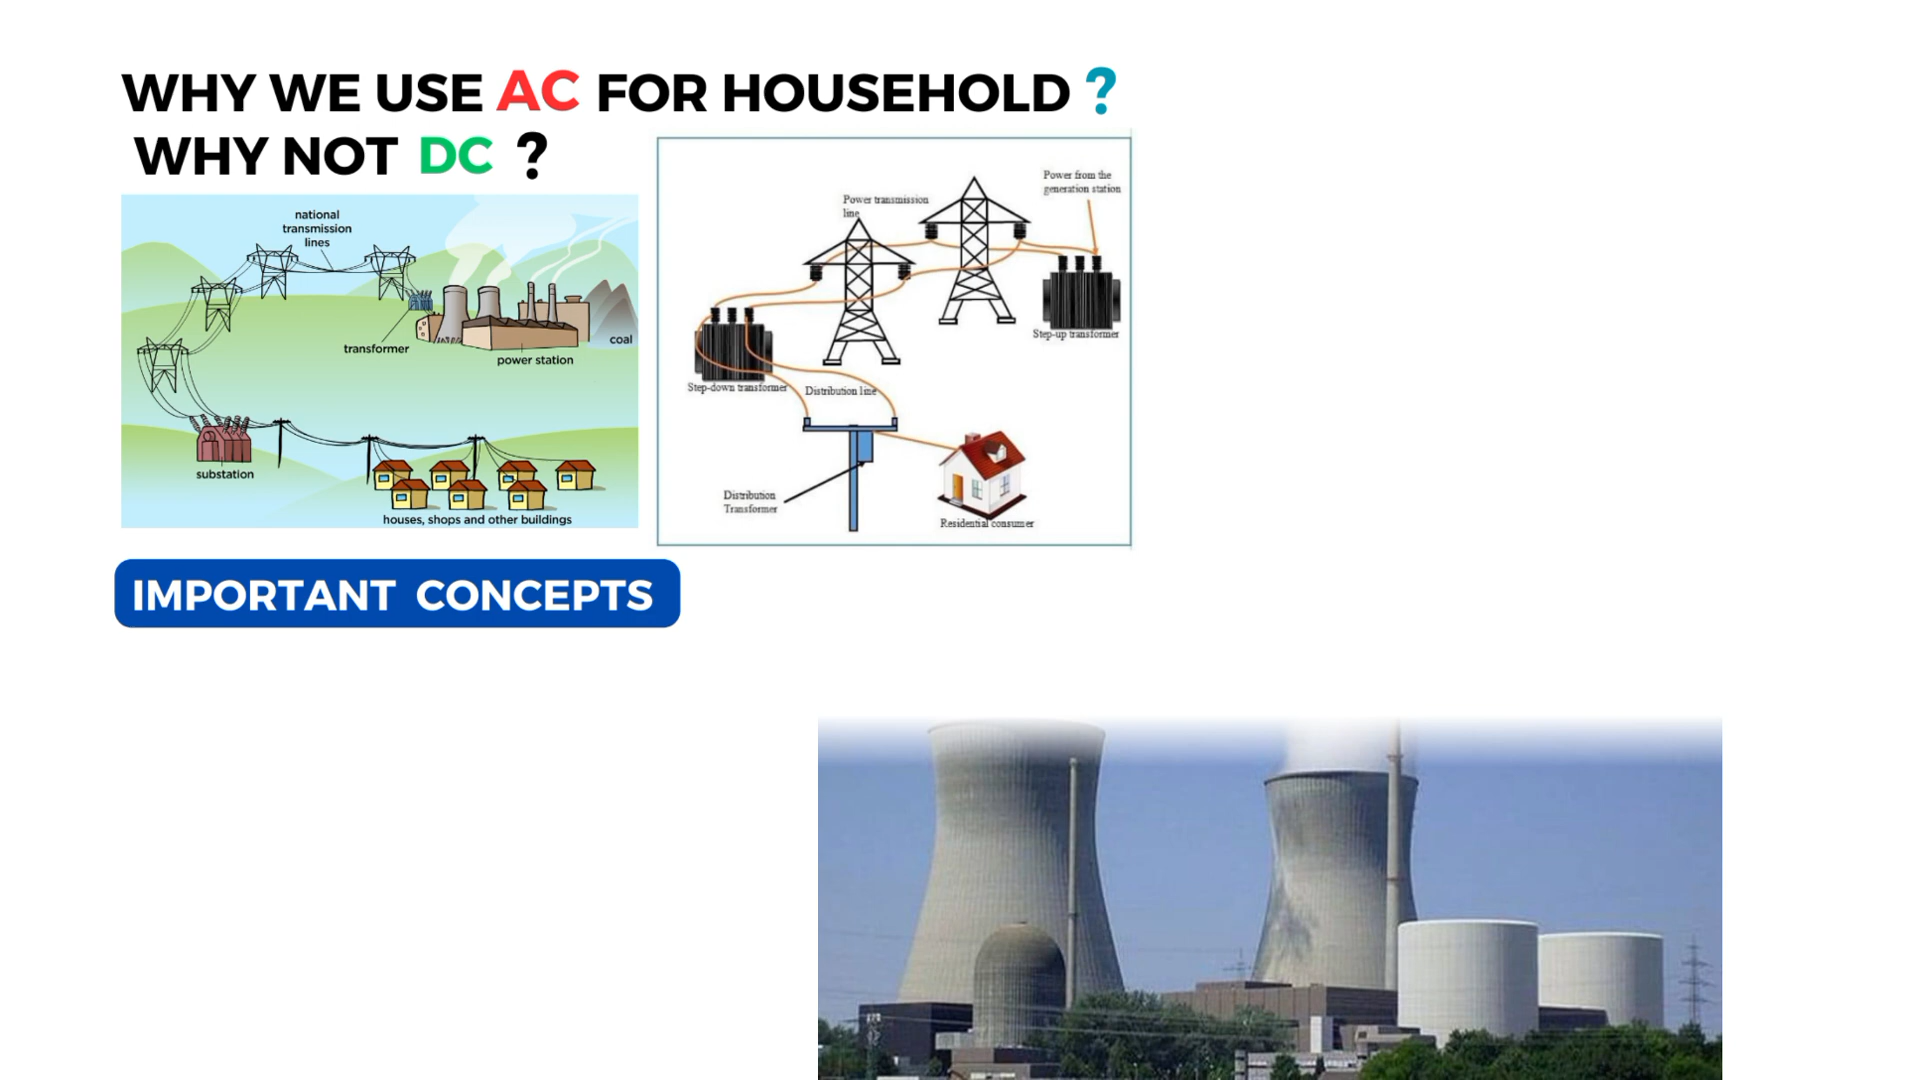 WHY WE USE AC FOR HOUSEHOLD ?
WHY NOT DC ?
national
transmission
lines
transformer
power station
coal
substation
houses, shops and other buildings
Power from the
generation station
Power transmission
line
Step-up transformer
Step-down transformer
Distribution line
Distribution
Transformer
Residential consumer
IMPORTANT CONCEPTS